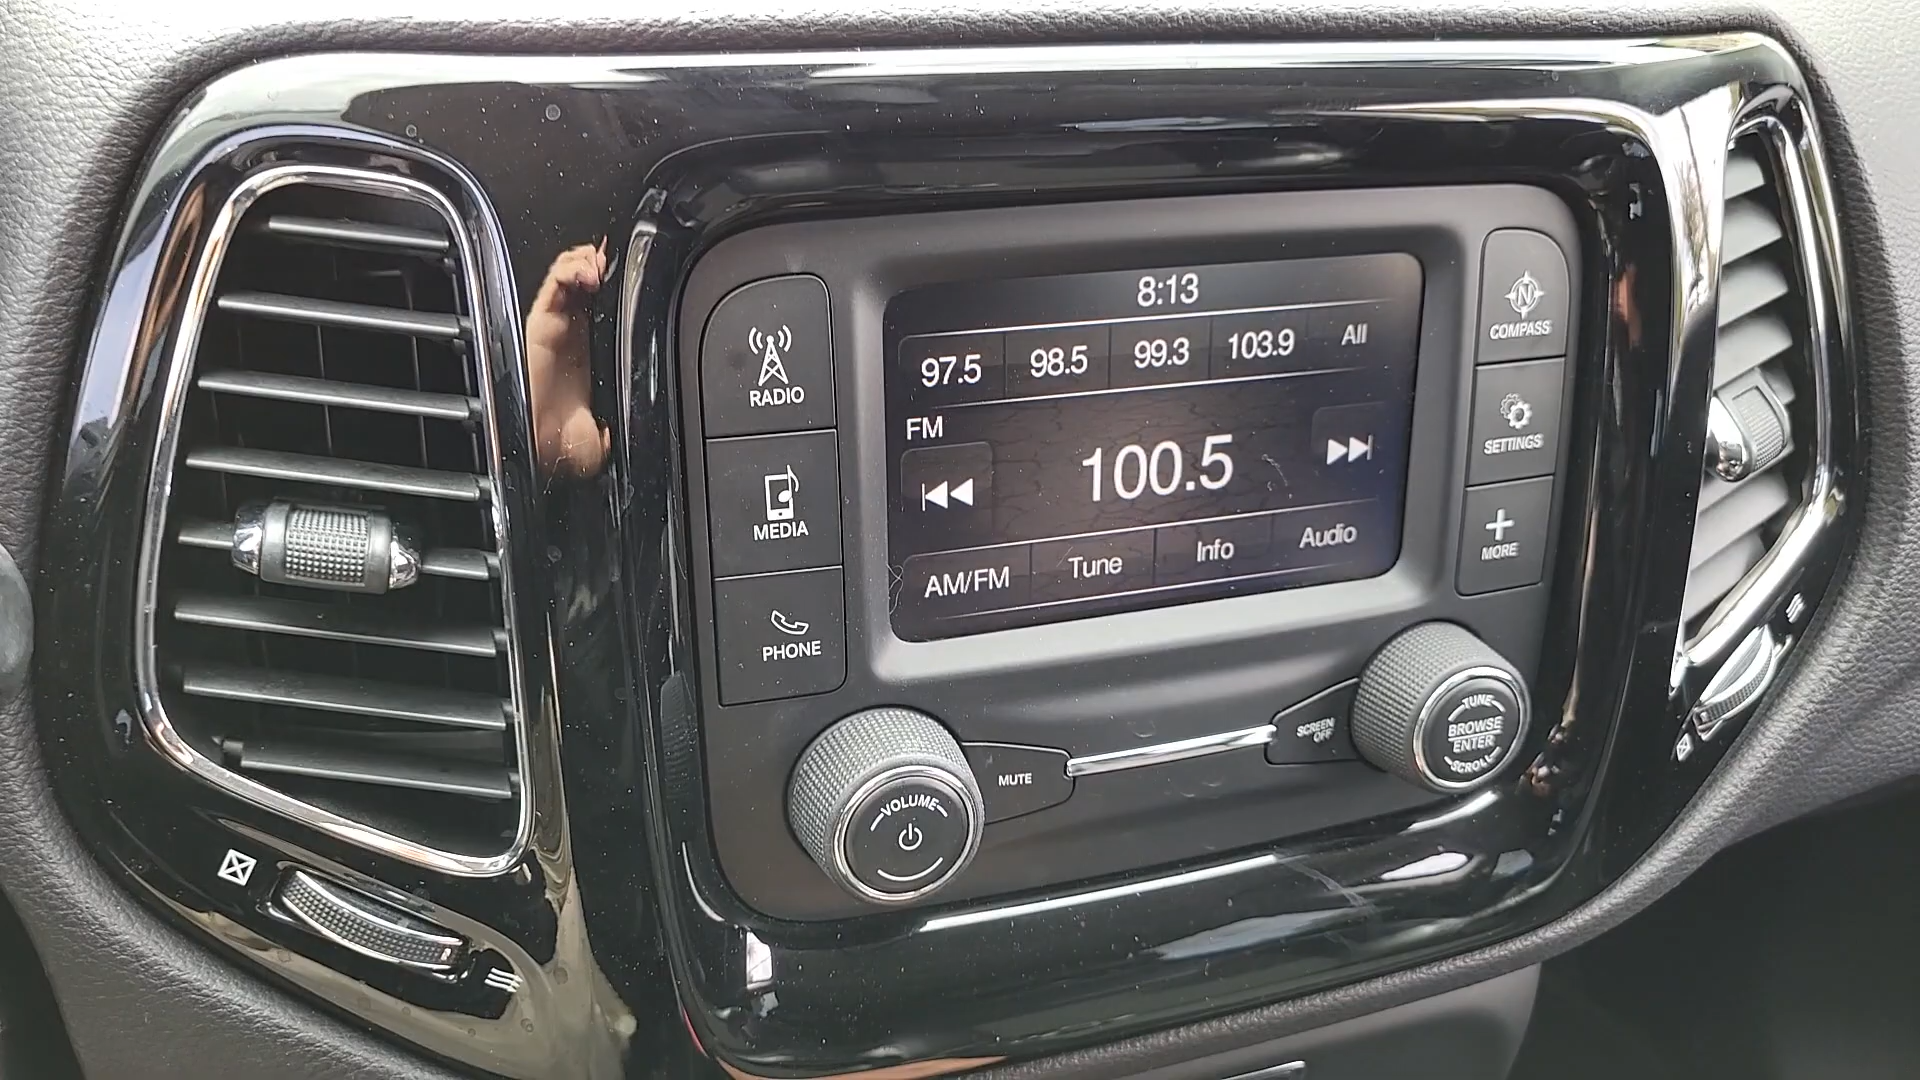 8:13
97.5 98.5 99.3 103.9 All
FM
100.5
AM/FM Tune Info Audio
RADIO
MEDIA
PHONE
N
COMPASS
SETTINGS
MORE
VOLUME
MUTE
SCREEN
OFF
TUNE
BROWSE
ENTER
SCROLL